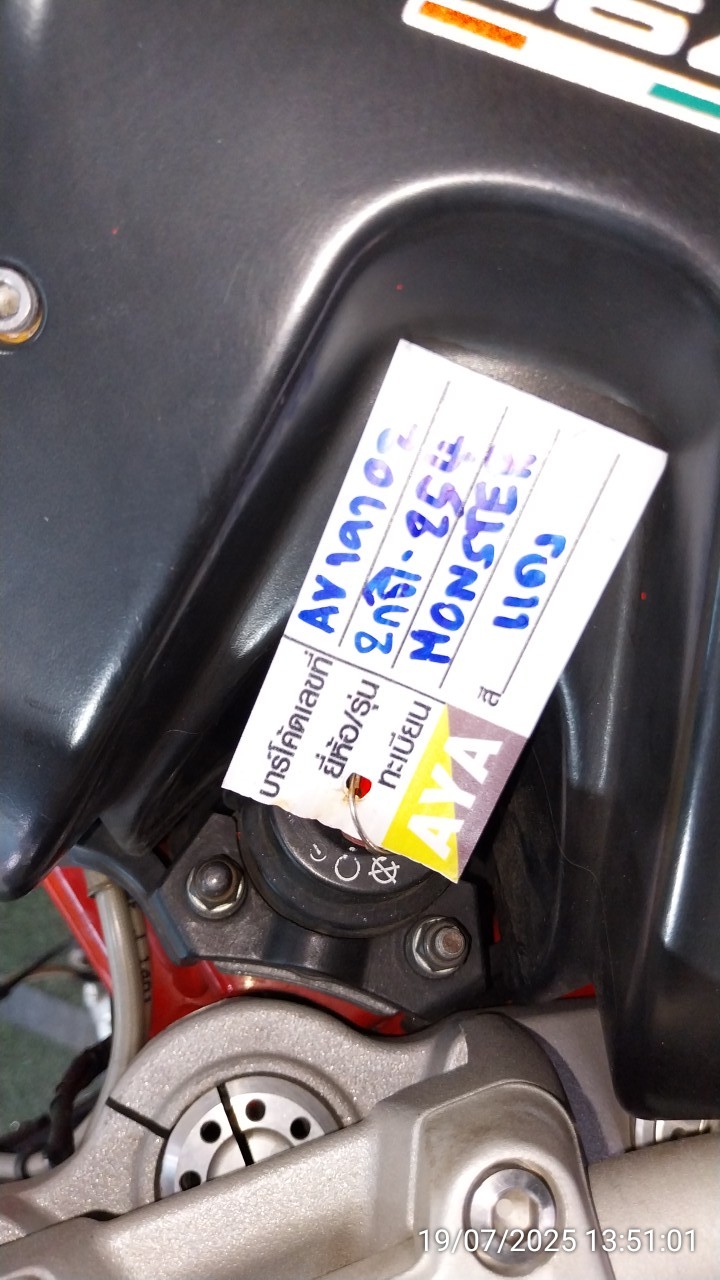 บาร์โค้ดเลขที่ AY19102
ยี่ห้อ/รุ่น
ทะเบียน MONSTER
สี แดง
AYA
19/07/2025 13:51:01